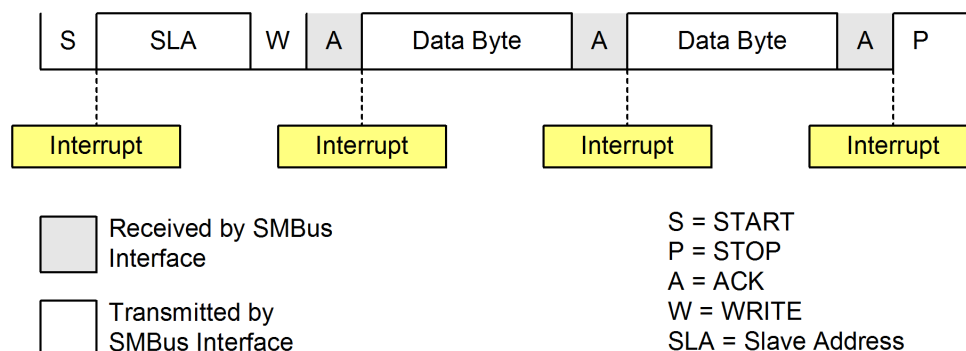 S SLA W A Data Byte A Data Byte A P
Interrupt Interrupt Interrupt Interrupt
Received by SMBus
Interface
Transmitted by
SMBus Interface
S = START
P = STOP
A = ACK
W = WRITE
SLA = Slave Address